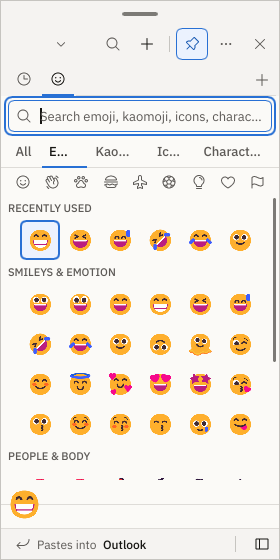 Search emoji, kaomoji, icons, charac...
All E... Kao... Ic... Charact...
RECENTLY USED
SMILEYS & EMOTION
PEOPLE & BODY
Pastes into Outlook